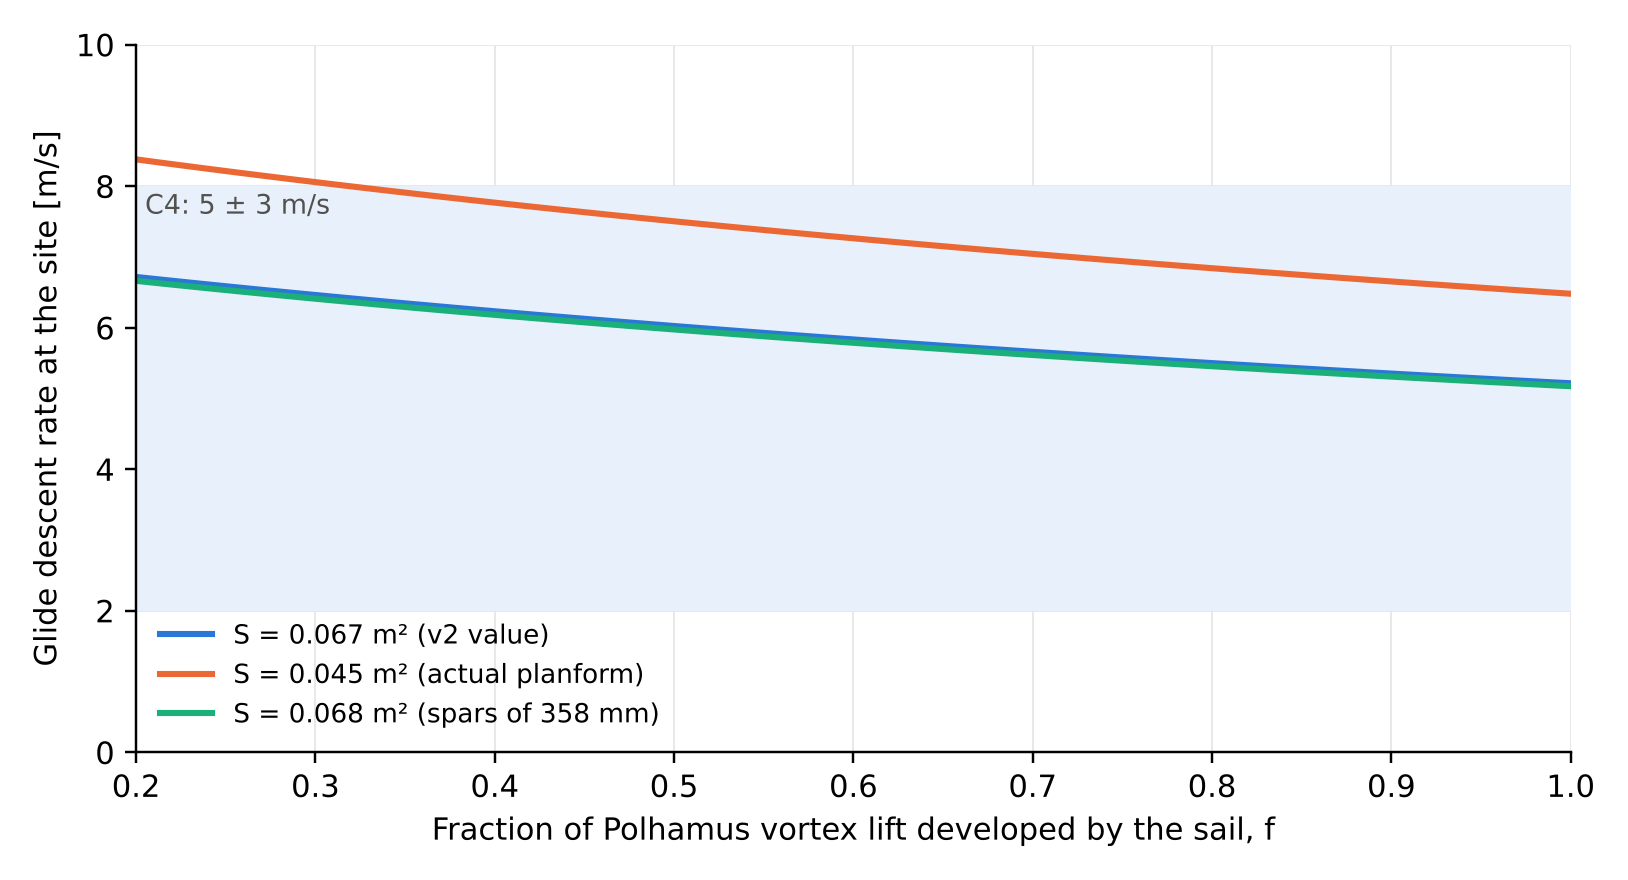 10
8
6
4
2
0
Glide descent rate at the site [m/s]
C4: 5 ± 3 m/s
S = 0.067 m² (v2 value)
S = 0.045 m² (actual planform)
S = 0.068 m² (spars of 358 mm)
0.2 0.3 0.4 0.5 0.6 0.7 0.8 0.9 1.0
Fraction of Polhamus vortex lift developed by the sail, f